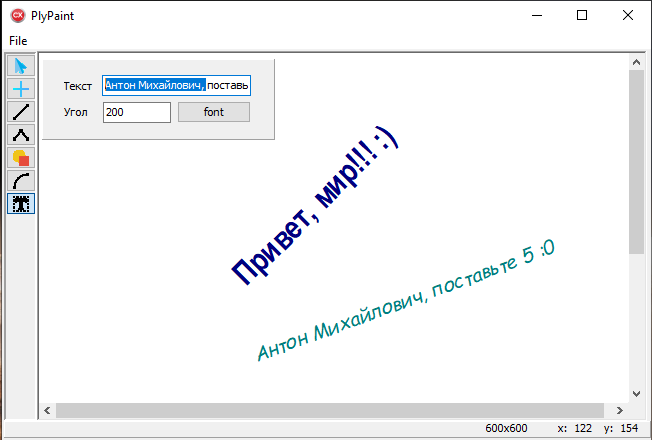 PlyPaint
File
Текст Антон Михайлович, поставь
Угол 200 font
Привет, мир!!! :)
Антон Михайлович, поставьте 5 :0
600x600 x: 122 y: 154